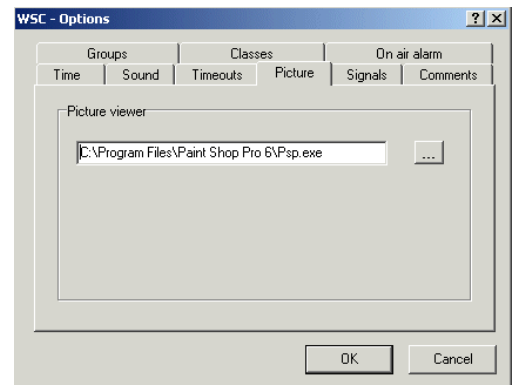 WSC - Options
Groups Classes On air alarm
Time Sound Timeouts Picture Signals Comments
Picture viewer
C:\Program Files\Paint Shop Pro 6\Psp.exe ...
OK Cancel